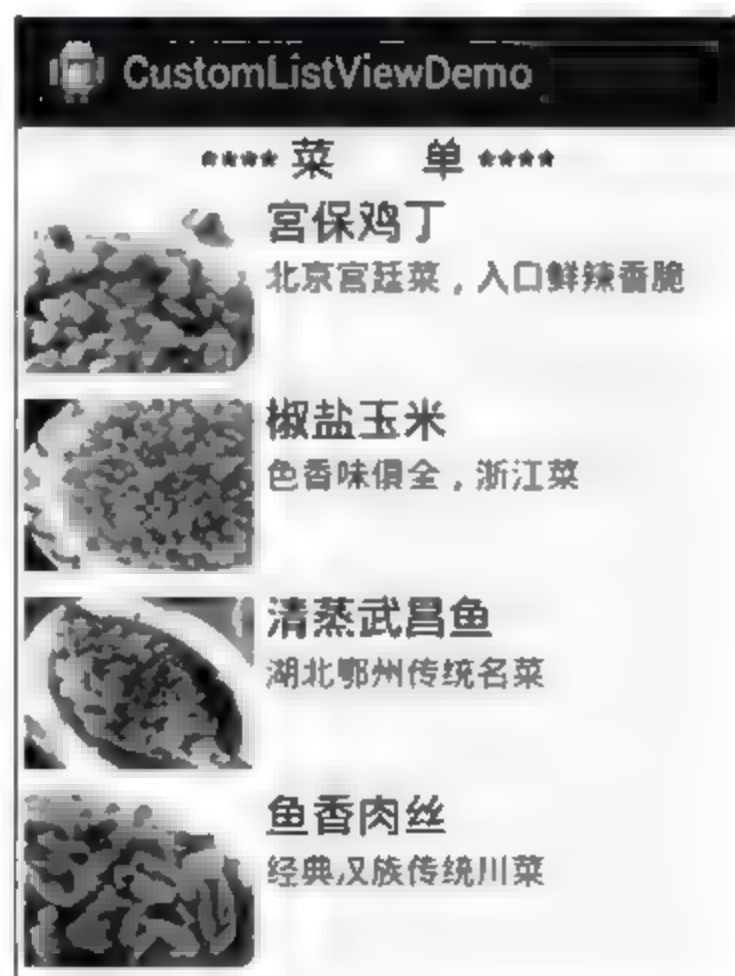 CustomListViewDemo
**** 菜 单 ****
宫保鸡丁
北京宫廷菜，入口鲜辣香脆
椒盐玉米
色香味俱全，浙江菜
清蒸武昌鱼
湖北鄂州传统名菜
鱼香肉丝
经典汉族传统川菜